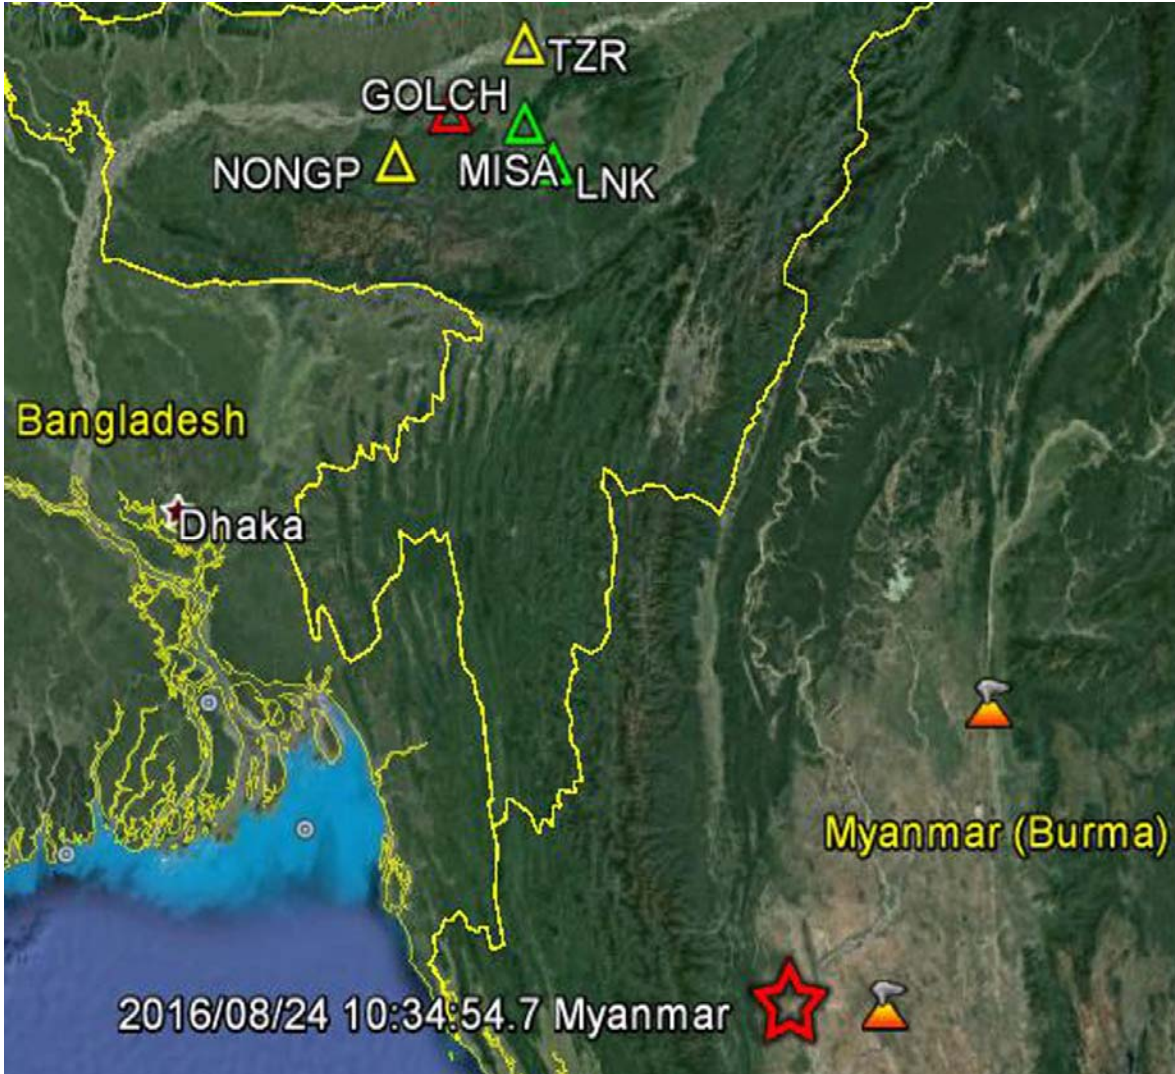 TZR
GOLCH
NONGP
MISA
LNK
Bangladesh
Dhaka
Myanmar (Burma)
2016/08/24 10:34:54.7 Myanmar